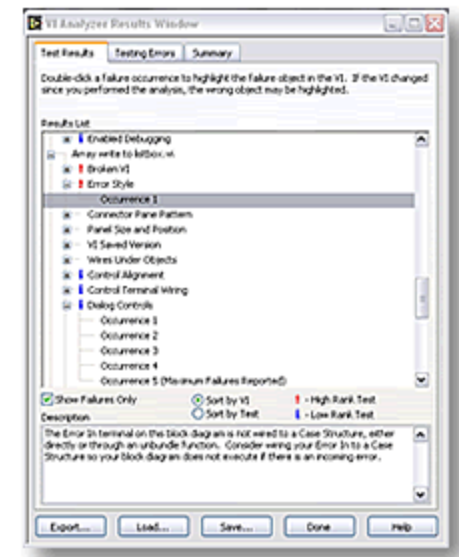 VI Analyzer Results Window
Test Results Testing Errors Summary
Double-click a failure occurrence to highlight the failure object in the VI. If the VI changed
since you performed the analysis, the wrong object may be highlighted.
Results List
Enabled Debugging
Array write to listbox.vi
! Broken VI
! Error Style
Occurrence 1
Connector Pane Pattern
Panel Size and Position
VI Saved Version
Wires Under Objects
Control Alignment
Control Terminal Wiring
Dialog Controls
Occurrence 1
Occurrence 2
Occurrence 3
Occurrence 4
Occurrence 5 (Maximum Failures Reported)
Show Failures Only Sort by VI ! - High Rank Test
Sort by Test - Low Rank Test
Description
The Error In terminal on this block diagram is not wired to a Case Structure, either
directly or through an unbundle function. Consider wiring your Error In to a Case
Structure so your block diagram does not execute if there is an incoming error.
Export... Load... Save... Done Help